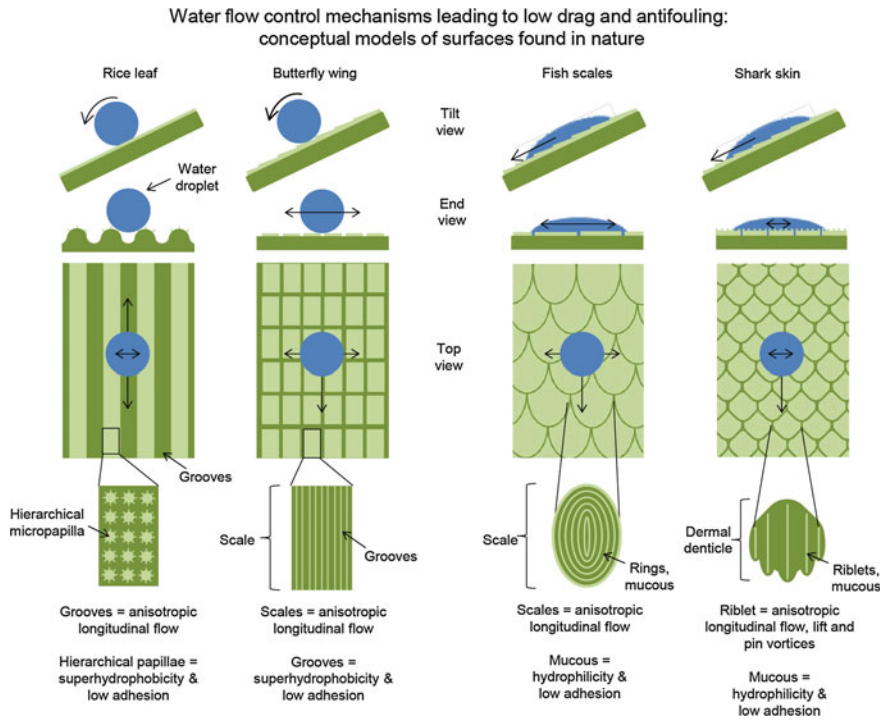 Water flow control mechanisms leading to low drag and antifouling:
conceptual models of surfaces found in nature
Rice leaf
Butterfly wing
Fish scales
Shark skin
Tilt
view
Water
droplet
End
view
Top
view
Grooves
Hierarchical
micropapilla
Scale
Grooves
Scale
Rings,
mucous
Dermal
denticle
Riblets,
mucous
Grooves = anisotropic
longitudinal flow
Hierarchical papillae =
superhydrophobicity &
low adhesion
Scales = anisotropic
longitudinal flow
Grooves =
superhydrophobicity &
low adhesion
Scales = anisotropic
longitudinal flow
Mucous =
hydrophilicity &
low adhesion
Riblet = anisotropic
longitudinal flow, lift and
pin vortices
Mucous =
hydrophilicity &
low adhesion